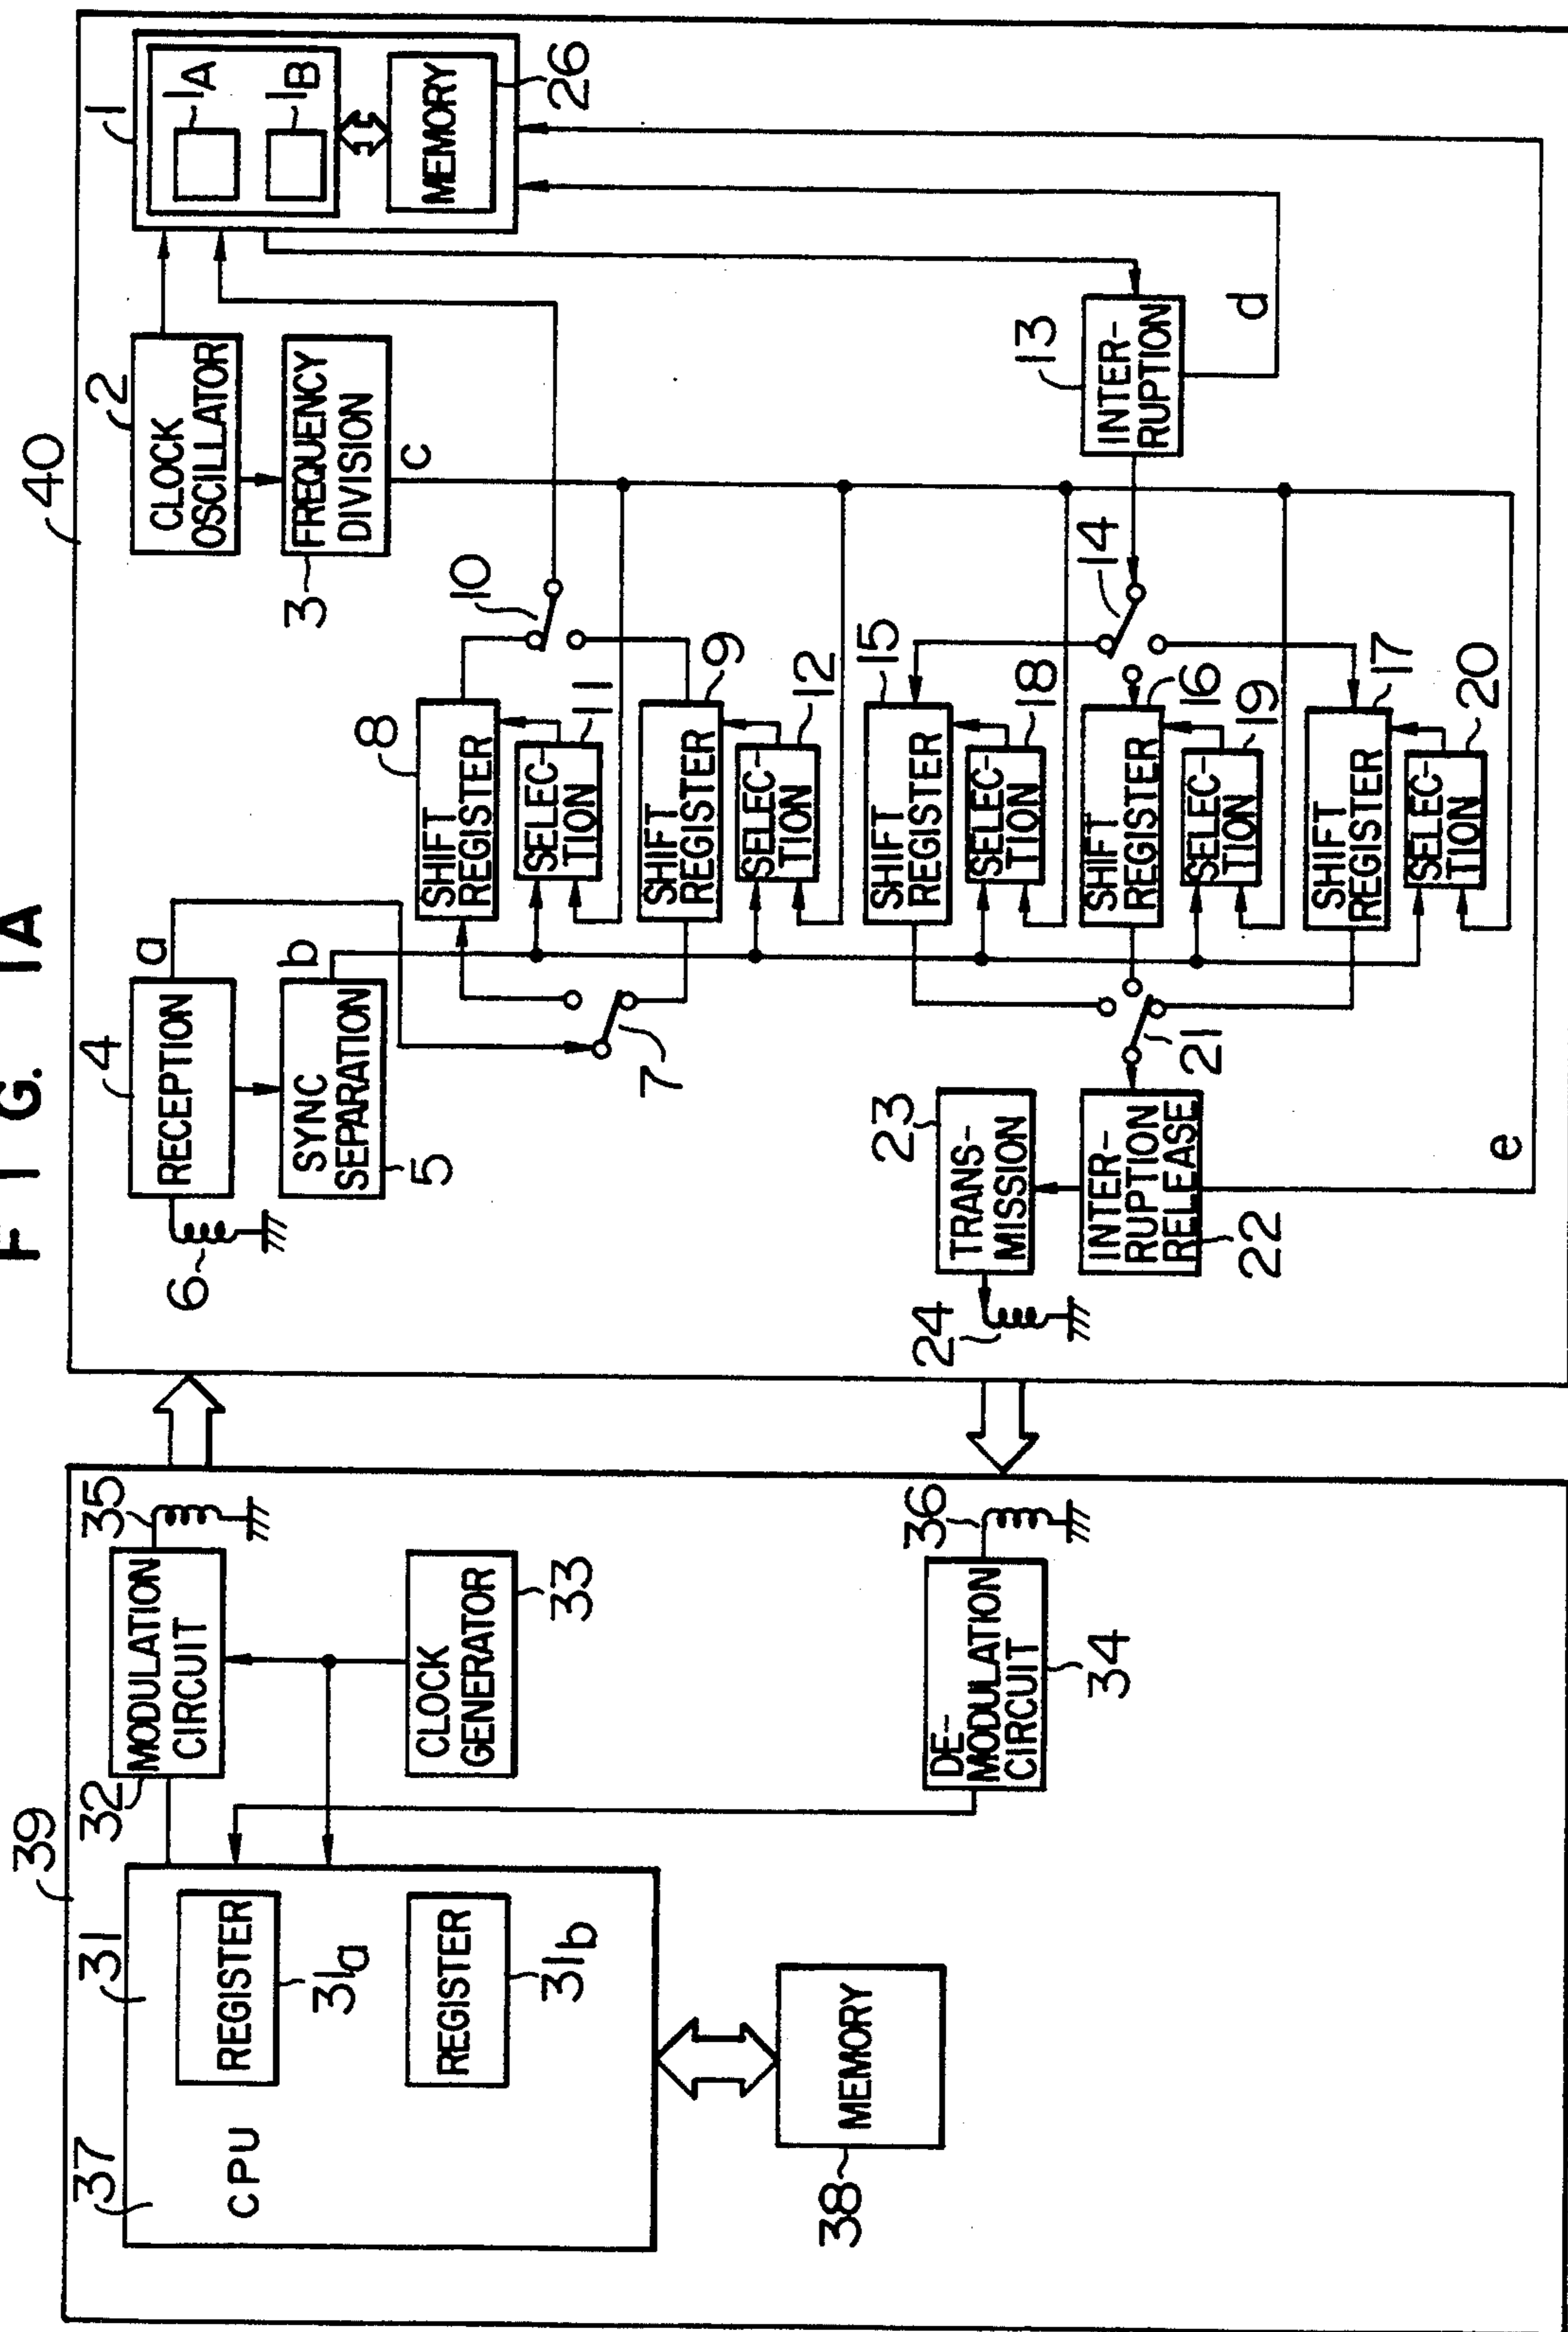 F I G. 1A
39
37
31
CPU
REGISTER
31a
REGISTER
31b
38
MEMORY
32
MODULATION
CIRCUIT
35
CLOCK
GENERATOR
33
DE-
MODULATION
CIRCUIT
34
36
40
6
4
RECEPTION
a
SYNC
SEPARATION
5
b
7
8
SHIFT
REGISTER
SELEC-
TION
11
SHIFT
REGISTER
9
SELEC-
TION
12
10
2
CLOCK
OSCILLATOR
3
FREQUENCY
DIVISION
c
1
1A
1B
MEMORY
26
24
23
TRANS-
MISSION
INTER-
RUPTION
RELEASE
22
21
e
SHIFT
REGISTER
15
SELEC-
TION
18
SHIFT
REGISTER
16
SELEC-
TION
19
SHIFT
REGISTER
17
SELEC-
TION
20
14
13
INTER-
RUPTION
d